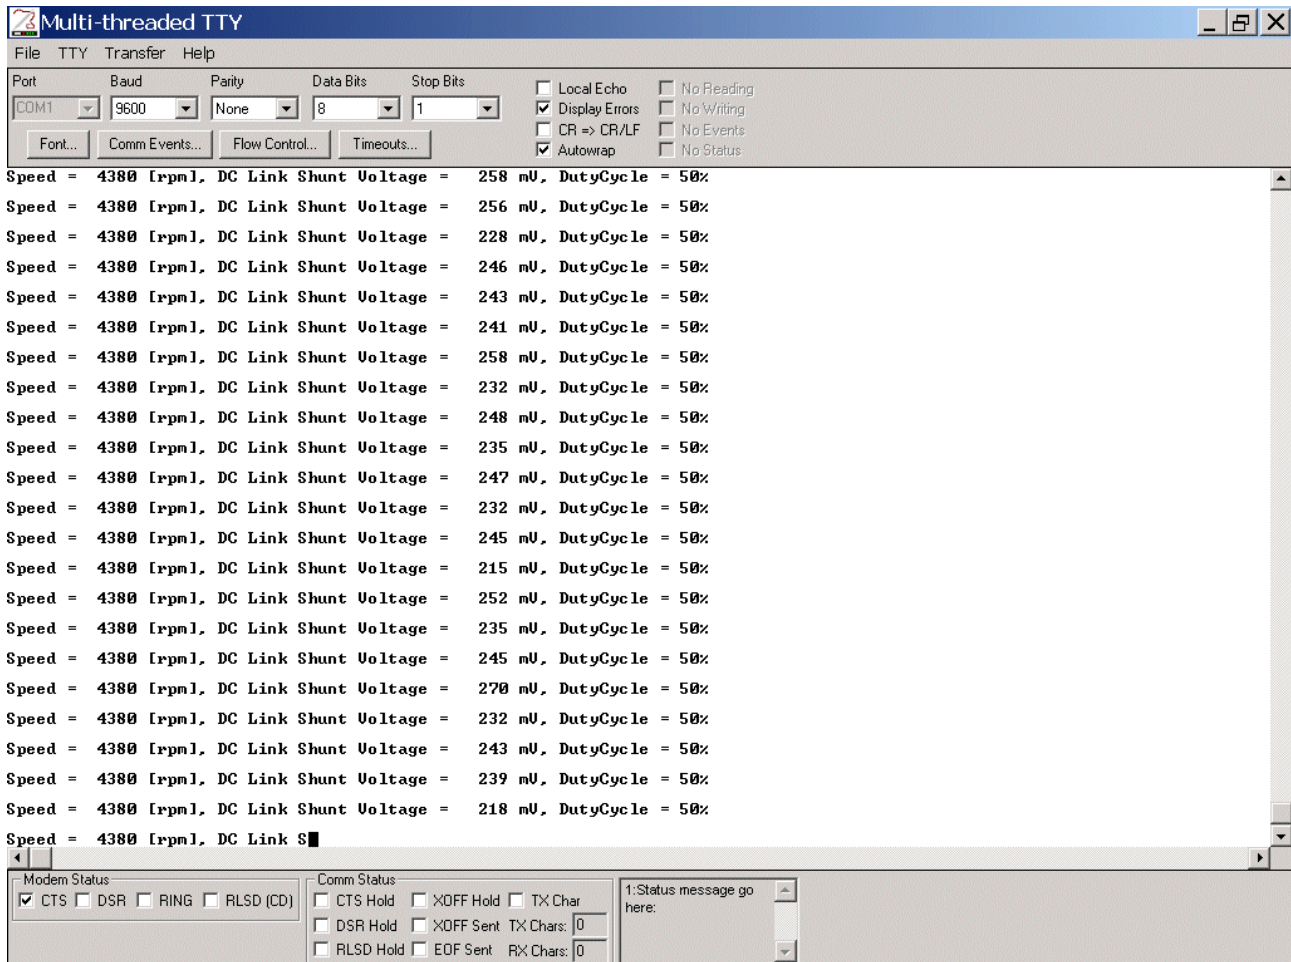 Multi-threaded TTY
File TTY Transfer Help
Port Baud Parity Data Bits Stop Bits
COM1 9600 None 8 1
Font... Comm Events... Flow Control... Timeouts...
Local Echo No Reading
Display Errors No Writing
CR => CR/LF No Events
Autowrap No Status
Speed = 4380 [rpm], DC Link Shunt Voltage = 258 mV, DutyCycle = 50%
Speed = 4380 [rpm], DC Link Shunt Voltage = 256 mV, DutyCycle = 50%
Speed = 4380 [rpm], DC Link Shunt Voltage = 228 mV, DutyCycle = 50%
Speed = 4380 [rpm], DC Link Shunt Voltage = 246 mV, DutyCycle = 50%
Speed = 4380 [rpm], DC Link Shunt Voltage = 243 mV, DutyCycle = 50%
Speed = 4380 [rpm], DC Link Shunt Voltage = 241 mV, DutyCycle = 50%
Speed = 4380 [rpm], DC Link Shunt Voltage = 258 mV, DutyCycle = 50%
Speed = 4380 [rpm], DC Link Shunt Voltage = 232 mV, DutyCycle = 50%
Speed = 4380 [rpm], DC Link Shunt Voltage = 248 mV, DutyCycle = 50%
Speed = 4380 [rpm], DC Link Shunt Voltage = 235 mV, DutyCycle = 50%
Speed = 4380 [rpm], DC Link Shunt Voltage = 247 mV, DutyCycle = 50%
Speed = 4380 [rpm], DC Link Shunt Voltage = 232 mV, DutyCycle = 50%
Speed = 4380 [rpm], DC Link Shunt Voltage = 245 mV, DutyCycle = 50%
Speed = 4380 [rpm], DC Link Shunt Voltage = 215 mV, DutyCycle = 50%
Speed = 4380 [rpm], DC Link Shunt Voltage = 252 mV, DutyCycle = 50%
Speed = 4380 [rpm], DC Link Shunt Voltage = 235 mV, DutyCycle = 50%
Speed = 4380 [rpm], DC Link Shunt Voltage = 245 mV, DutyCycle = 50%
Speed = 4380 [rpm], DC Link Shunt Voltage = 270 mV, DutyCycle = 50%
Speed = 4380 [rpm], DC Link Shunt Voltage = 232 mV, DutyCycle = 50%
Speed = 4380 [rpm], DC Link Shunt Voltage = 243 mV, DutyCycle = 50%
Speed = 4380 [rpm], DC Link Shunt Voltage = 239 mV, DutyCycle = 50%
Speed = 4380 [rpm], DC Link Shunt Voltage = 218 mV, DutyCycle = 50%
Speed = 4380 [rpm], DC Link S
Modem Status
CTS DSR RING RLSD (CD)
Comm Status
CTS Hold XOFF Hold TX Char
DSR Hold XOFF Sent TX Chars: 0
RLSD Hold EOF Sent RX Chars: 0
1:Status message go
here: